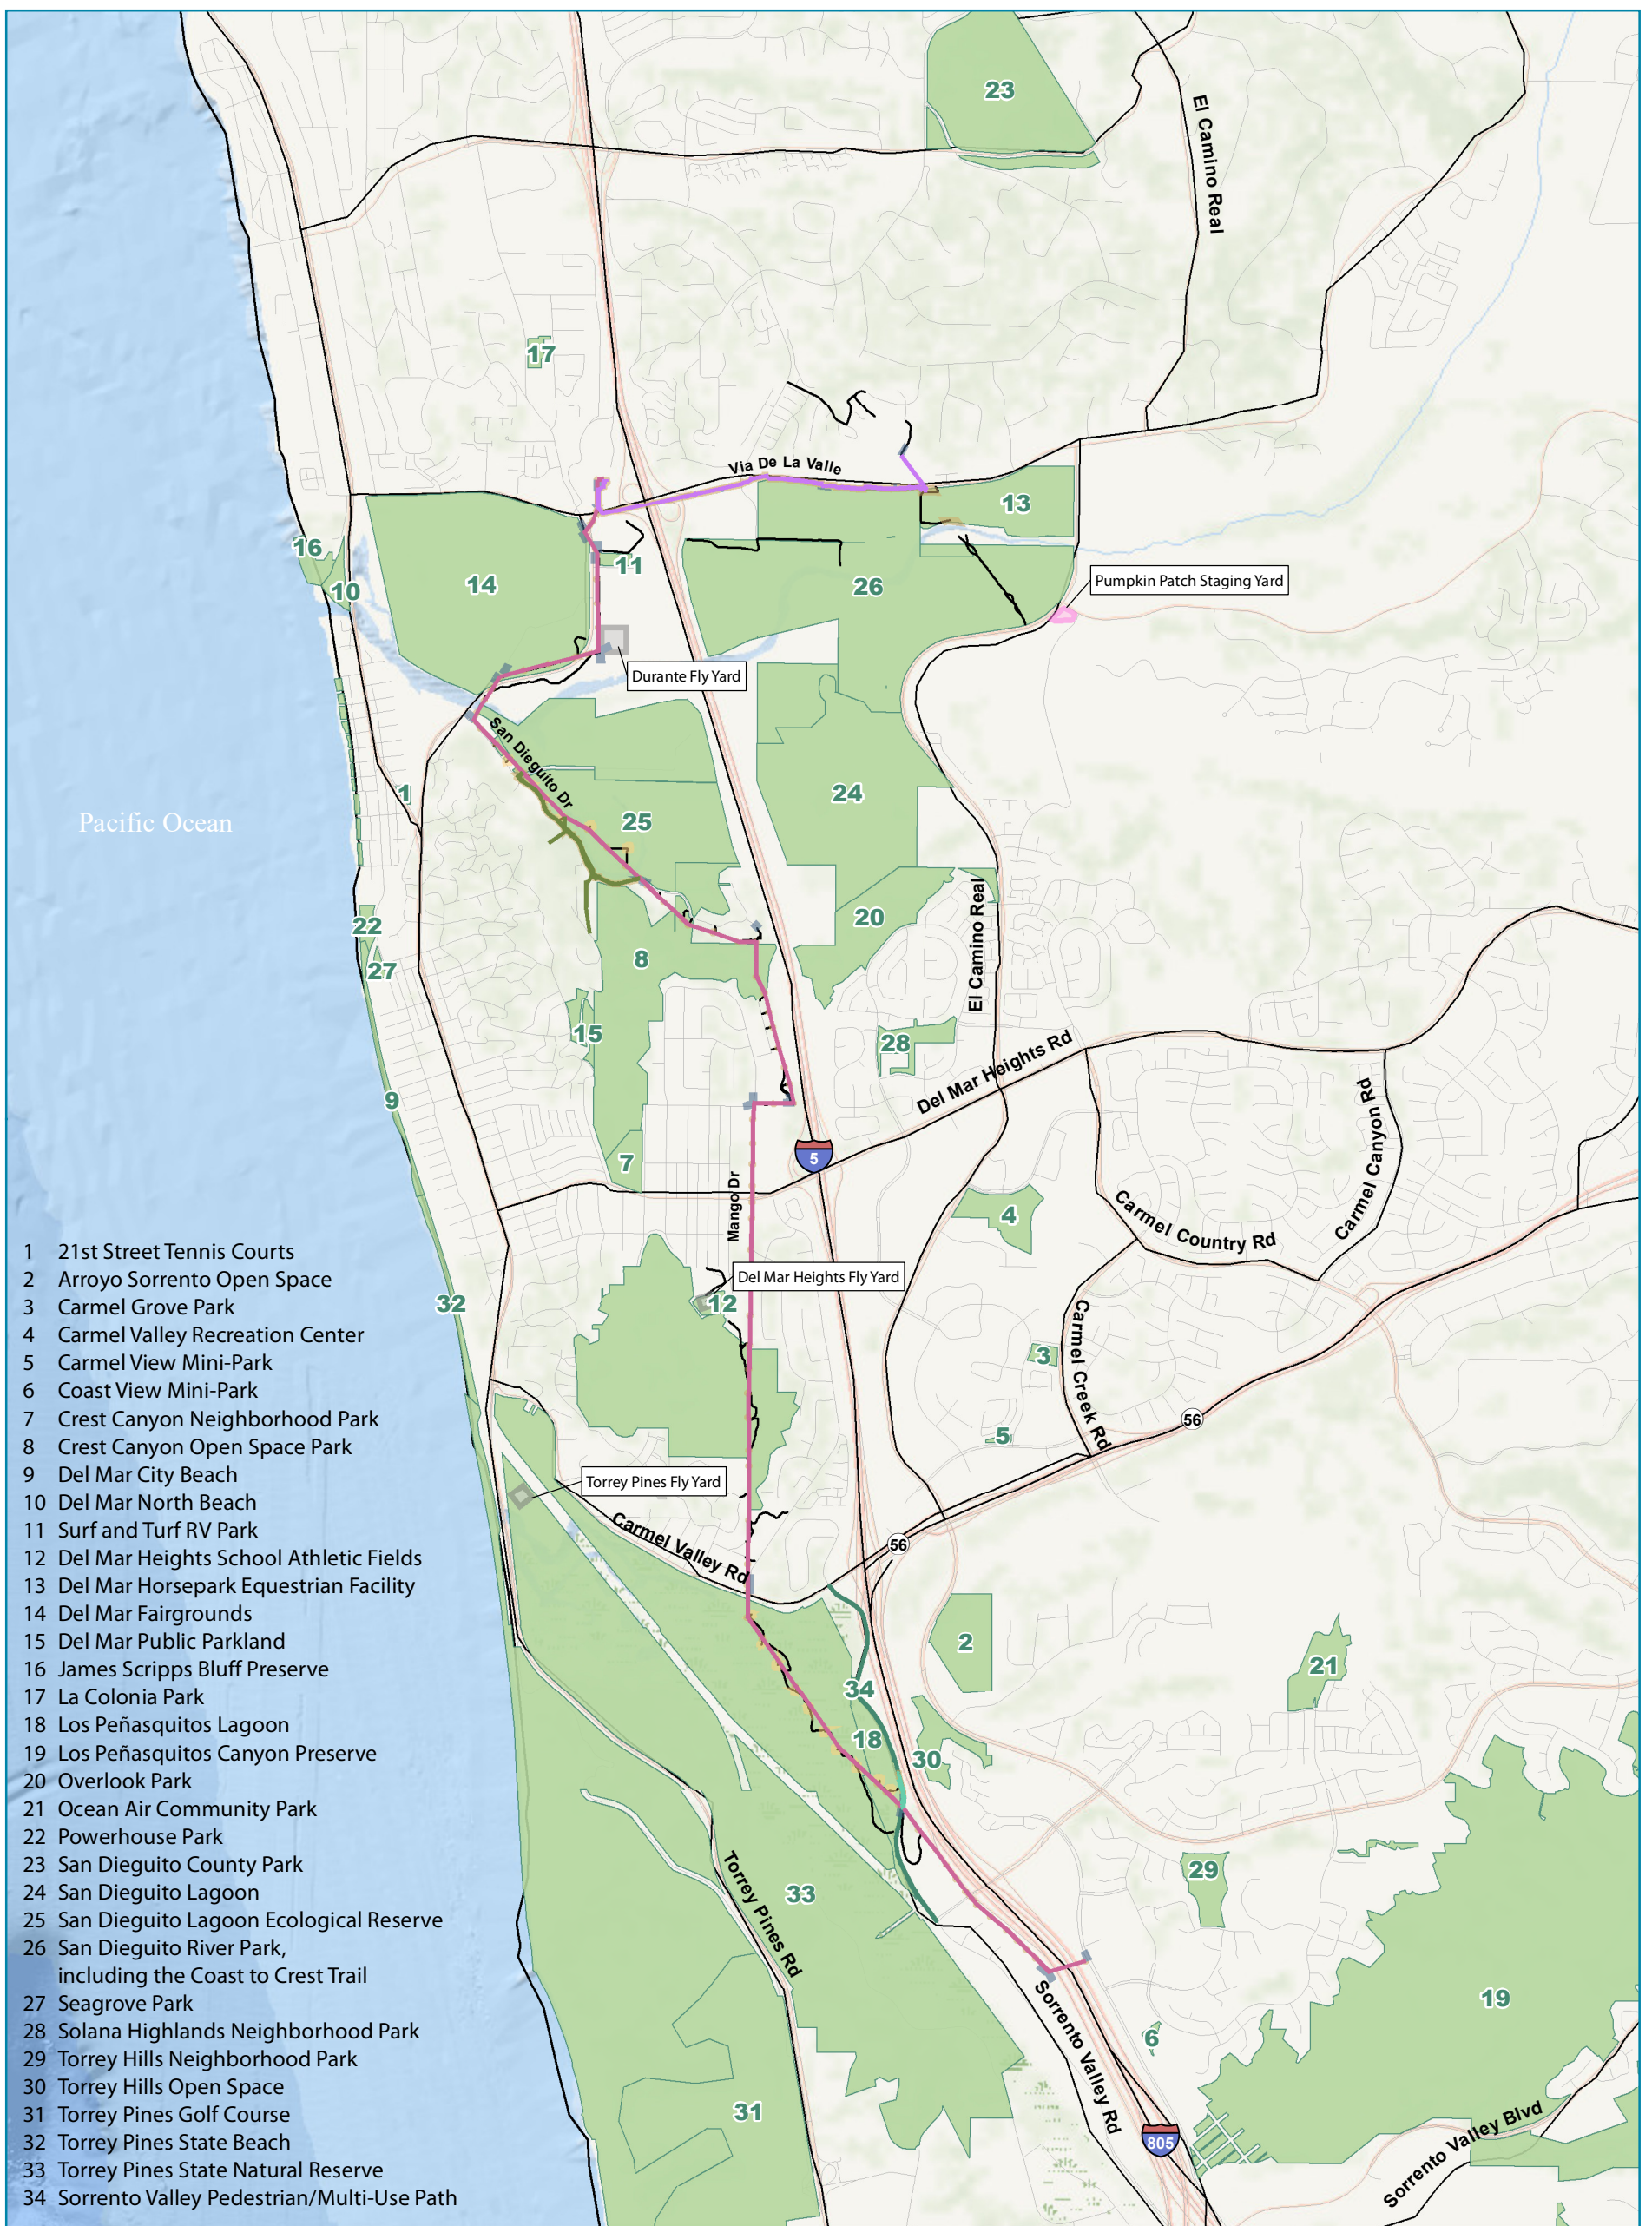 23
El Camino Real
17
Via De La Valle
13
16
11
14
10
26
Pumpkin Patch Staging Yard
Durante Fly Yard
San Dieguito Dr
1
24
25
Pacific Ocean
20
El Camino Real
22
8
27
15
28
Del Mar Heights Rd
9
Carmel Canyon Rd
5
7
Mango Dr
4
Carmel Country Rd
Del Mar Heights Fly Yard
32
12
Carmel Creek Rd
3
56
5
Torrey Pines Fly Yard
Carmel Valley Rd
56
2
21
34
18
30
29
33
Torrey Pines Rd
19
Sorrento Valley Rd
6
31
805
Sorrento Valley Blvd
1 21st Street Tennis Courts
2 Arroyo Sorrento Open Space
3 Carmel Grove Park
4 Carmel Valley Recreation Center
5 Carmel View Mini-Park
6 Coast View Mini-Park
7 Crest Canyon Neighborhood Park
8 Crest Canyon Open Space Park
9 Del Mar City Beach
10 Del Mar North Beach
11 Surf and Turf RV Park
12 Del Mar Heights School Athletic Fields
13 Del Mar Horsepark Equestrian Facility
14 Del Mar Fairgrounds
15 Del Mar Public Parkland
16 James Scripps Bluff Preserve
17 La Colonia Park
18 Los Peñasquitos Lagoon
19 Los Peñasquitos Canyon Preserve
20 Overlook Park
21 Ocean Air Community Park
22 Powerhouse Park
23 San Dieguito County Park
24 San Dieguito Lagoon
25 San Dieguito Lagoon Ecological Reserve
26 San Dieguito River Park,
including the Coast to Crest Trail
27 Seagrove Park
28 Solana Highlands Neighborhood Park
29 Torrey Hills Neighborhood Park
30 Torrey Hills Open Space
31 Torrey Pines Golf Course
32 Torrey Pines State Beach
33 Torrey Pines State Natural Reserve
34 Sorrento Valley Pedestrian/Multi-Use Path